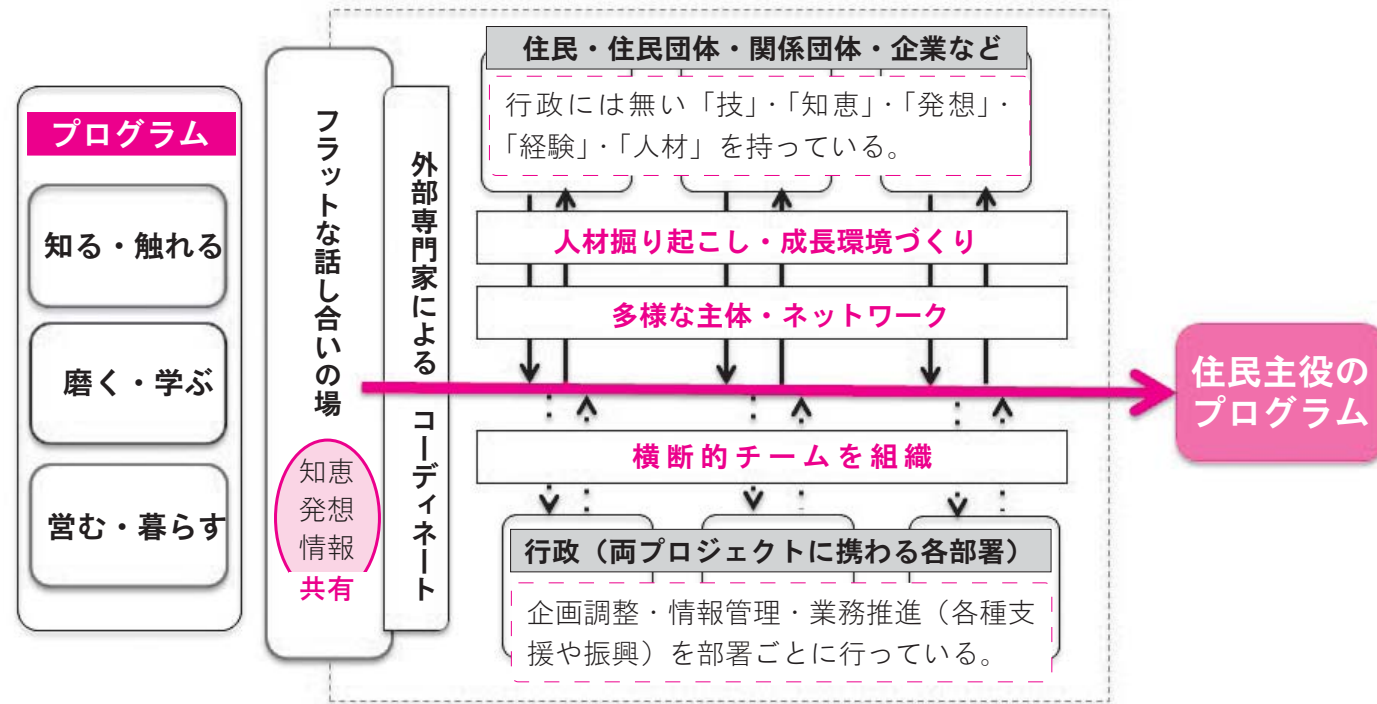 プログラム
知る・触れる
磨く・学ぶ
営む・暮らす
フラットな話し合いの場
知恵
発想
情報
共有
外部専門家による コーディネート
住民・住民団体・関係団体・企業など
行政には無い「技」・「知恵」・「発想」・
「経験」・「人材」を持っている。
人材掘り起こし・成長環境づくり
多様な主体・ネットワーク
横断的チームを組織
行政（両プロジェクトに携わる各部署）
企画調整・情報管理・業務推進（各種支
援や振興）を部署ごとに行っている。
住民主役の
プログラム